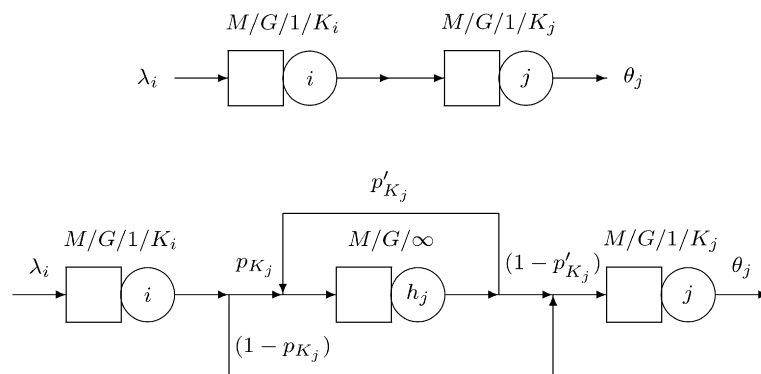 M/G/1/K_i M/G/1/K_j
λ_i i j θ_j
p′_{K_j}
M/G/1/K_i M/G/∞ M/G/1/K_j
λ_i p_{K_j} (1 − p′_{K_j}) θ_j
i h_j j
(1 − p_{K_j})